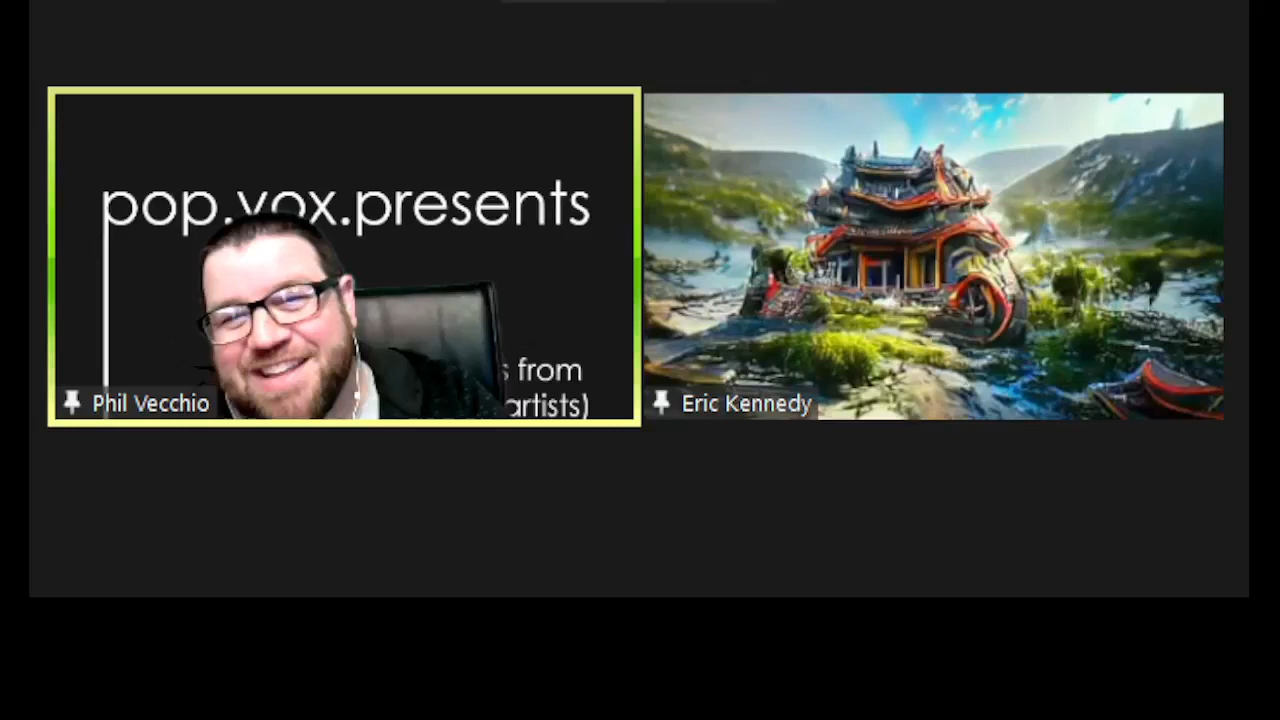 pop.vox.presents
from
artists)
Phil Vecchio
Eric Kennedy